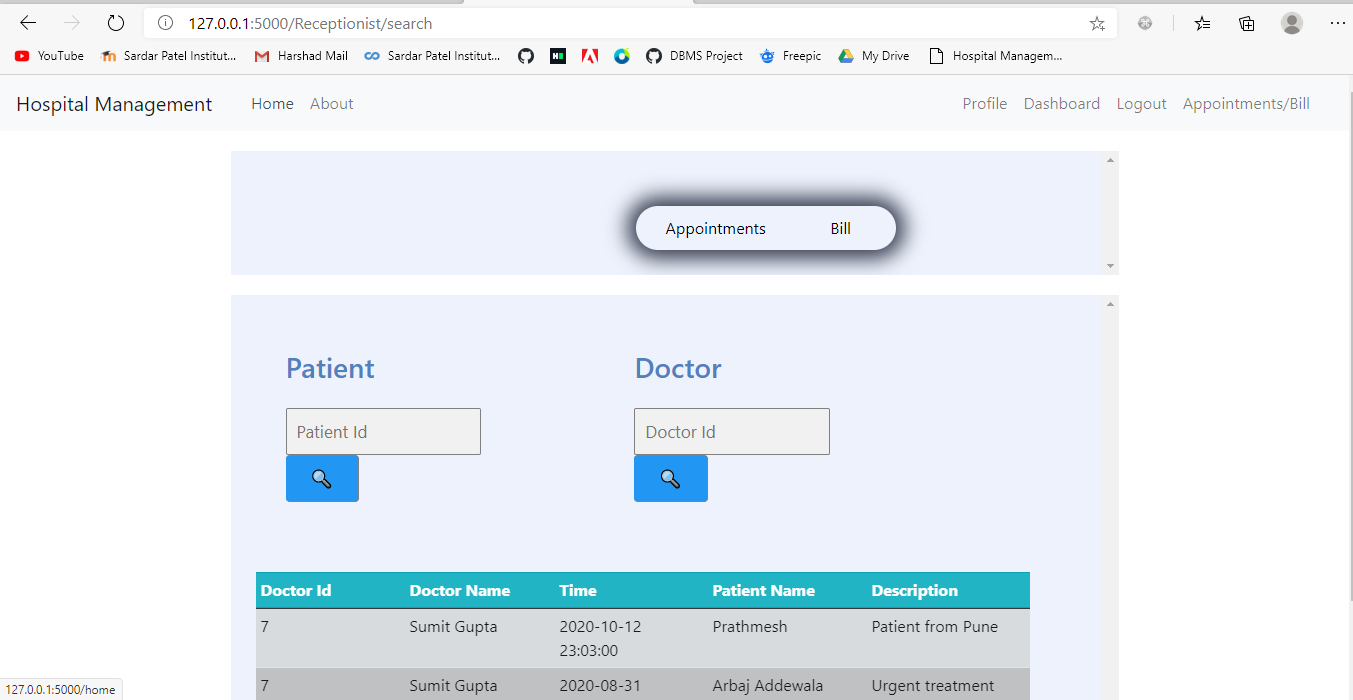 127.0.0.1:5000/Receptionist/search
YouTube Sardar Patel Institut... Harshad Mail Sardar Patel Institut... DBMS Project Freepic My Drive Hospital Managem...
Hospital Management Home About Profile Dashboard Logout Appointments/Bill
Appointments Bill
Patient Doctor
Patient Id Doctor Id
Doctor Id Doctor Name Time Patient Name Description
7 Sumit Gupta 2020-10-12 Prathmesh Patient from Pune
23:03:00
7 Sumit Gupta 2020-08-31 Arbaj Addewala Urgent treatment
127.0.0.1:5000/home